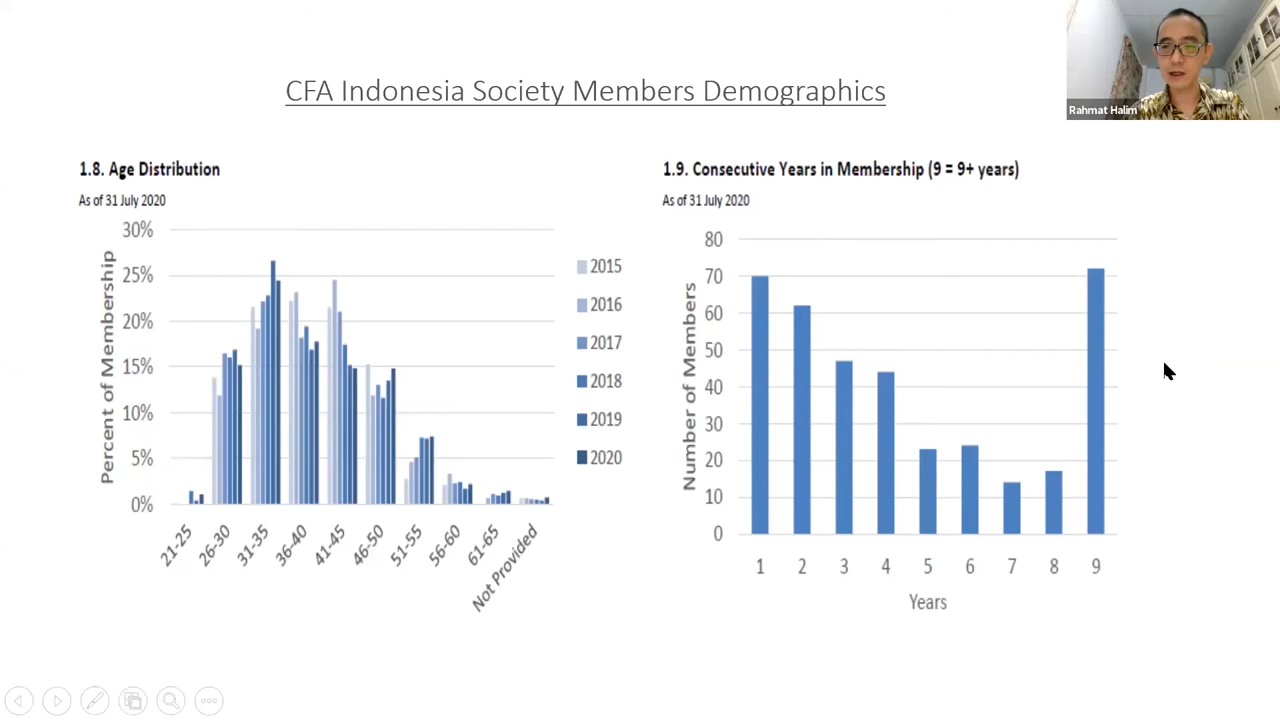 CFA Indonesia Society Members Demographics
Rahmat Halim
1.8. Age Distribution
As of 31 July 2020
30%
25%
20%
15%
10%
5%
0%
Percent of Membership
21-25
26-30
31-35
36-40
41-45
46-50
51-55
56-60
61-65
Not Provided
2015
2016
2017
2018
2019
2020
1.9. Consecutive Years in Membership (9 = 9+ years)
As of 31 July 2020
80
70
60
50
40
30
20
10
0
Number of Members
1 2 3 4 5 6 7 8 9
Years